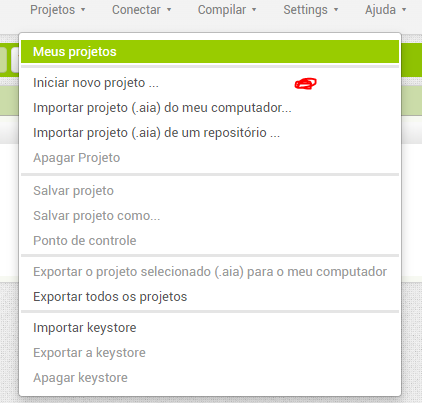 Projetos Conectar Compilar Settings Ajuda
Meus projetos
Iniciar novo projeto ...
Importar projeto (.aia) do meu computador...
Importar projeto (.aia) de um repositório ...
Apagar Projeto
Salvar projeto
Salvar projeto como...
Ponto de controle
Exportar o projeto selecionado (.aia) para o meu computador
Exportar todos os projetos
Importar keystore
Exportar a keystore
Apagar keystore